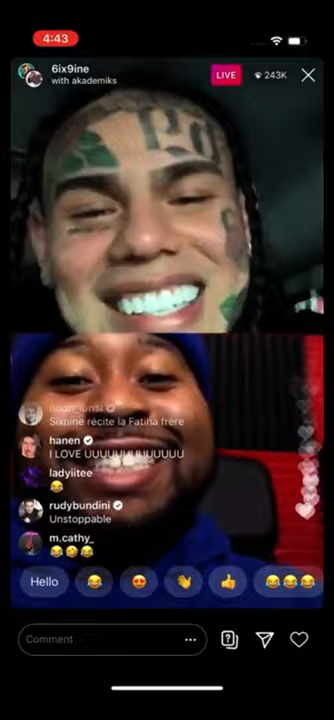 4:43
6ix9ine
with akademiks
LIVE
243K
Sixnine récite la Fatiha frère
hanen
I LOVE UUUUUUUUUUUUU
ladyiitee
😂
rudybundini
Unstoppable
m.cathy_
😂🤣😂
Hello 😂 😍 👋 👍 😂😂😂
Comment